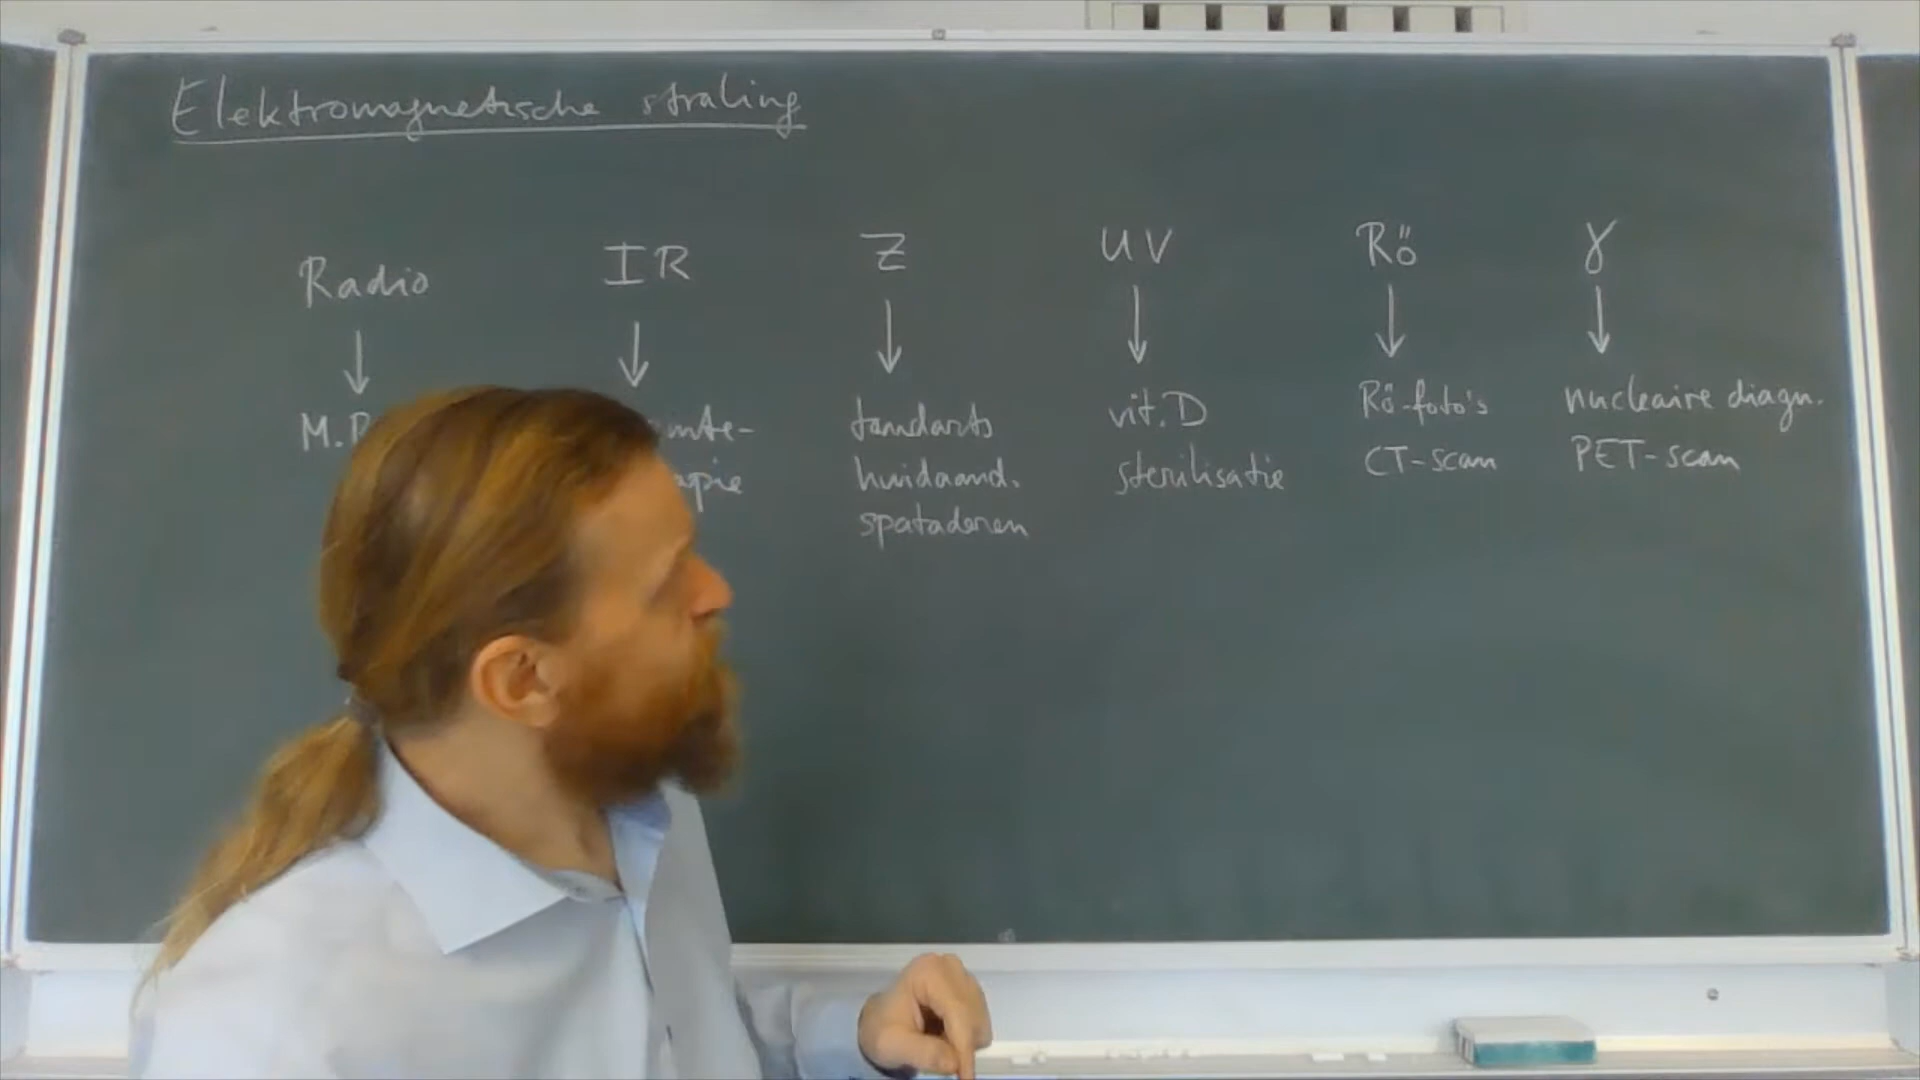 Elektromagnetische straling
Radio IR Z UV Rö γ
tandarts
huidaand.
spataderen
vit. D
sterilisatie
Rö-foto's
CT-scan
nucleaire diagn.
PET-scan